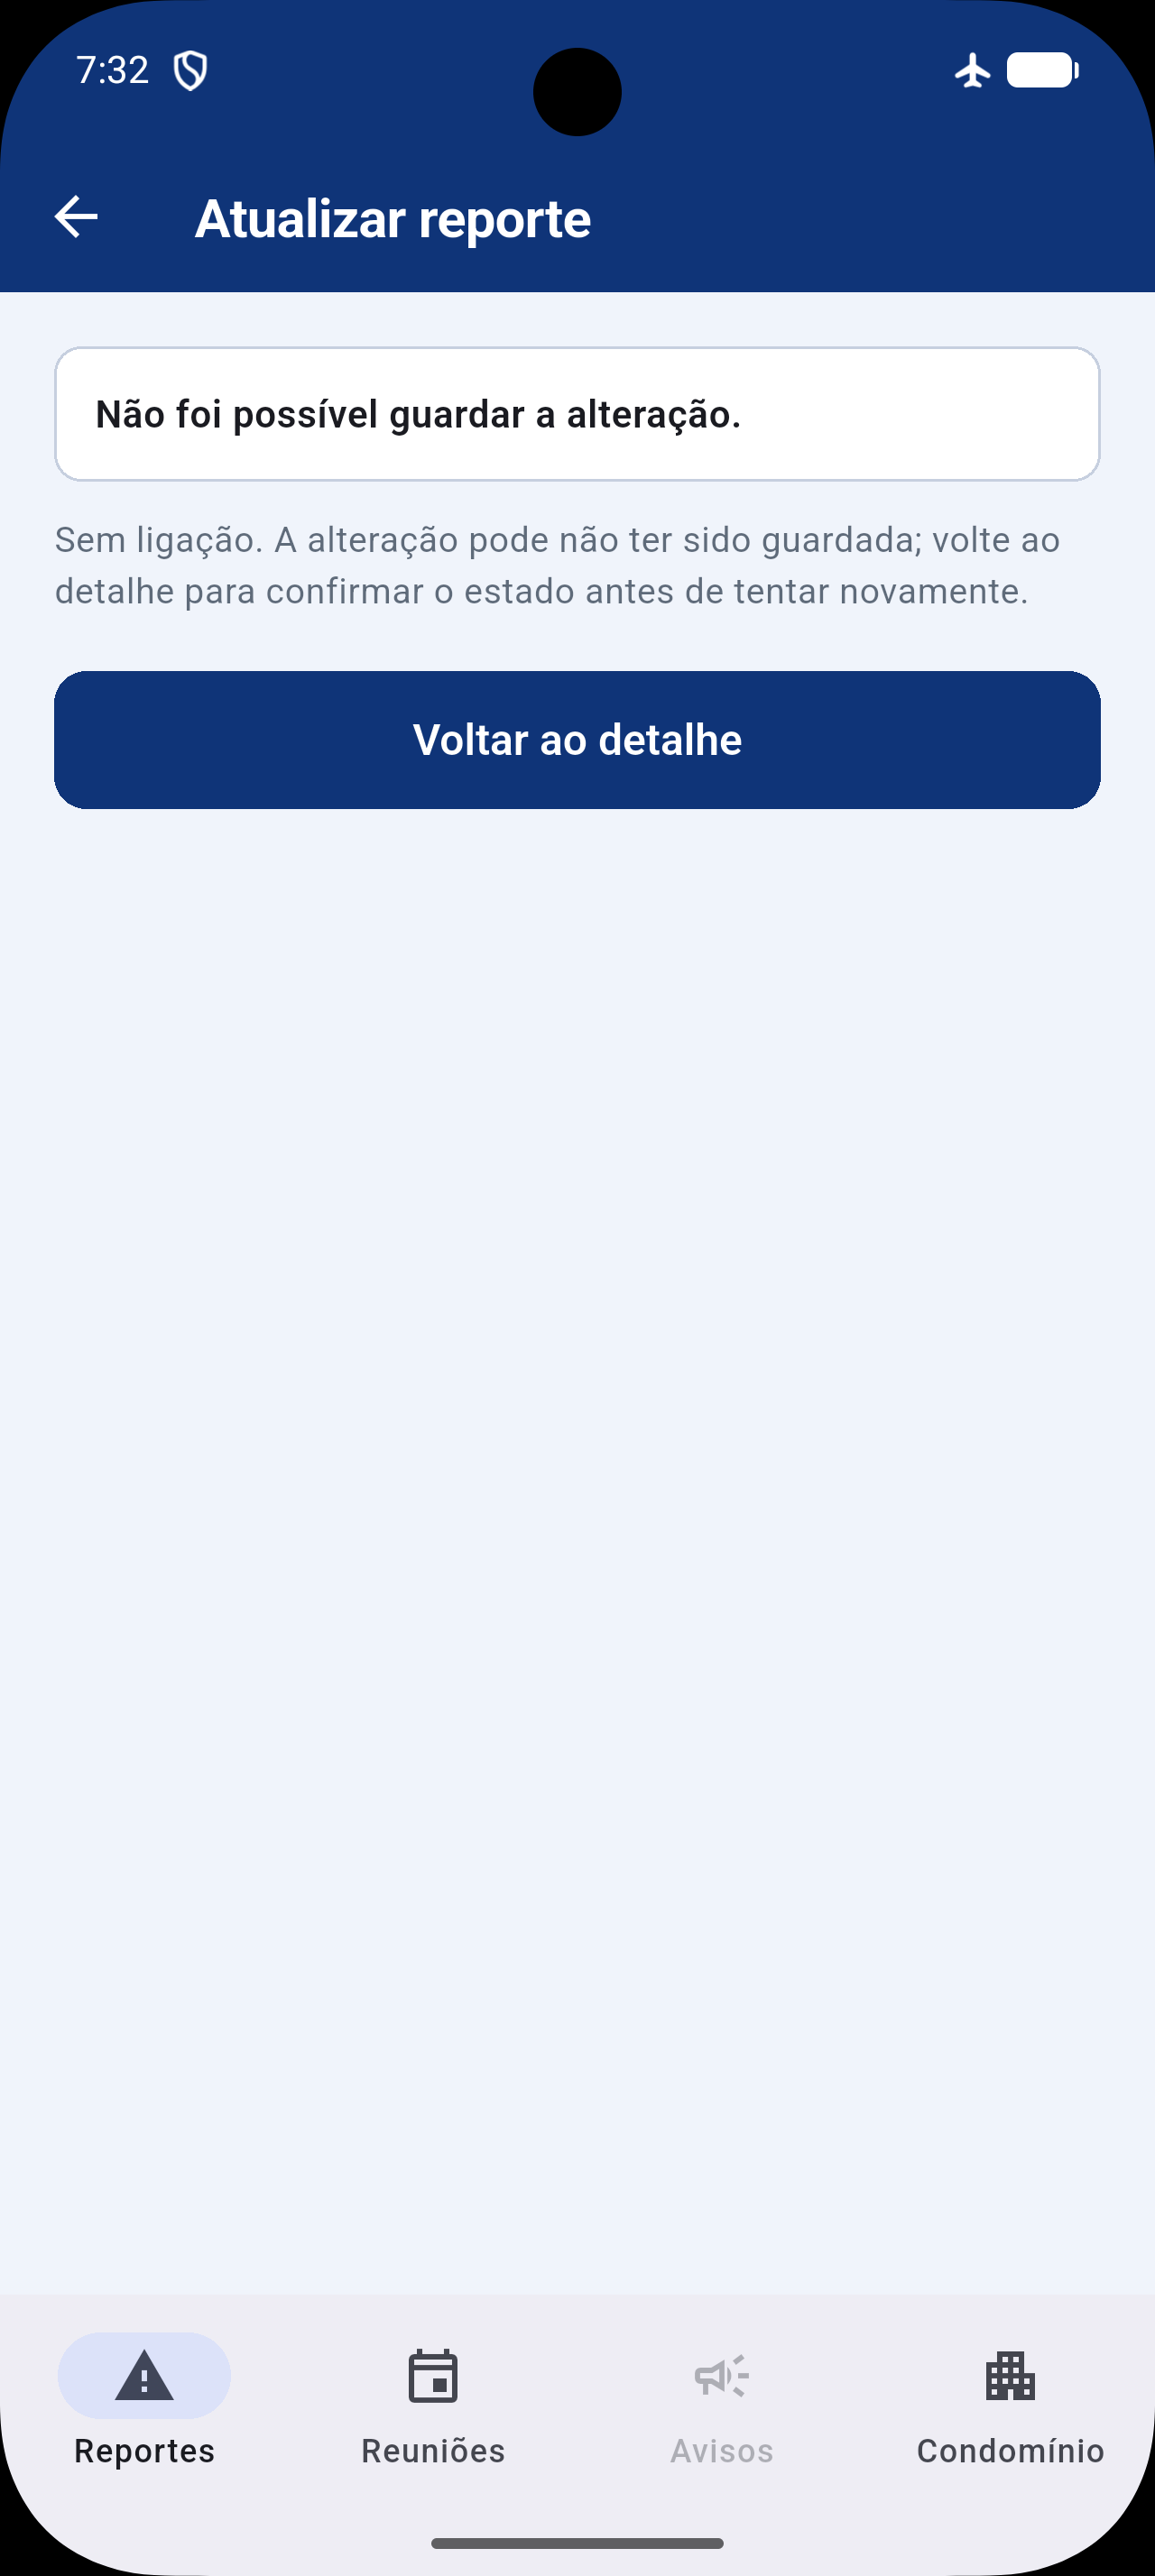 7:32
Atualizar reporte
Não foi possível guardar a alteração.
Sem ligação. A alteração pode não ter sido guardada; volte ao
detalhe para confirmar o estado antes de tentar novamente.
Voltar ao detalhe
Reportes
Reuniões
Avisos
Condomínio